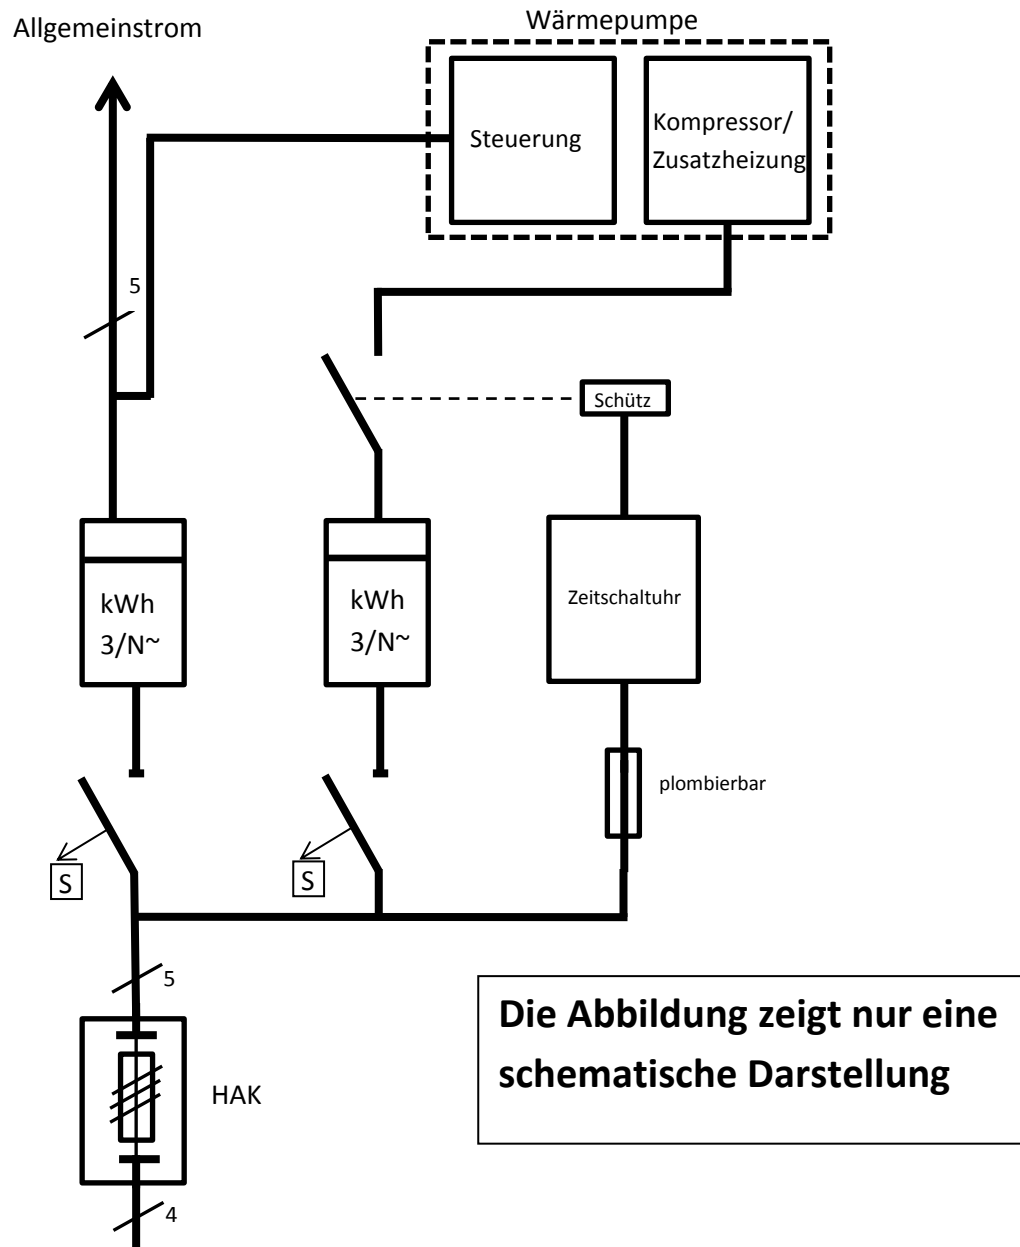 Allgemeinstrom
Wärmepumpe
Steuerung
Kompressor/
Zusatzheizung
5
Schütz
kWh
3/N~
kWh
3/N~
Zeitschaltuhr
plombierbar
S
S
5
Die Abbildung zeigt nur eine
schematische Darstellung
HAK
4